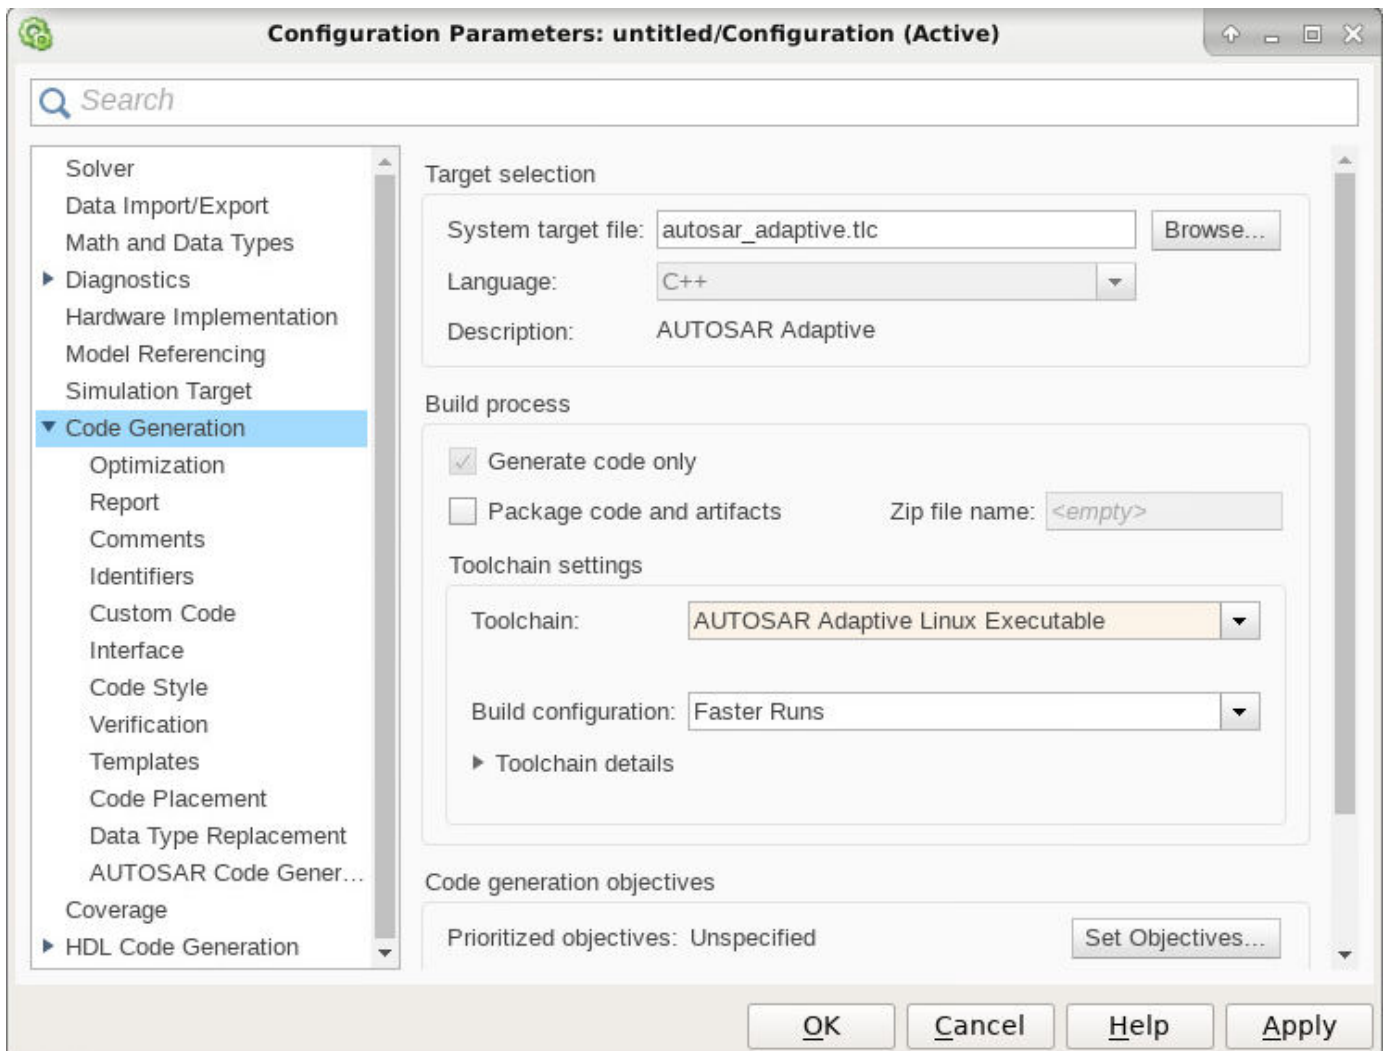 Configuration Parameters: untitled/Configuration (Active)
Search
Solver
Data Import/Export
Math and Data Types
Diagnostics
Hardware Implementation
Model Referencing
Simulation Target
Code Generation
Optimization
Report
Comments
Identifiers
Custom Code
Interface
Code Style
Verification
Templates
Code Placement
Data Type Replacement
AUTOSAR Code Gener...
Coverage
HDL Code Generation
Target selection
System target file: autosar_adaptive.tlc Browse...
Language: C++
Description: AUTOSAR Adaptive
Build process
Generate code only
Package code and artifacts Zip file name: <empty>
Toolchain settings
Toolchain: AUTOSAR Adaptive Linux Executable
Build configuration: Faster Runs
Toolchain details
Code generation objectives
Prioritized objectives: Unspecified Set Objectives...
OK Cancel Help Apply